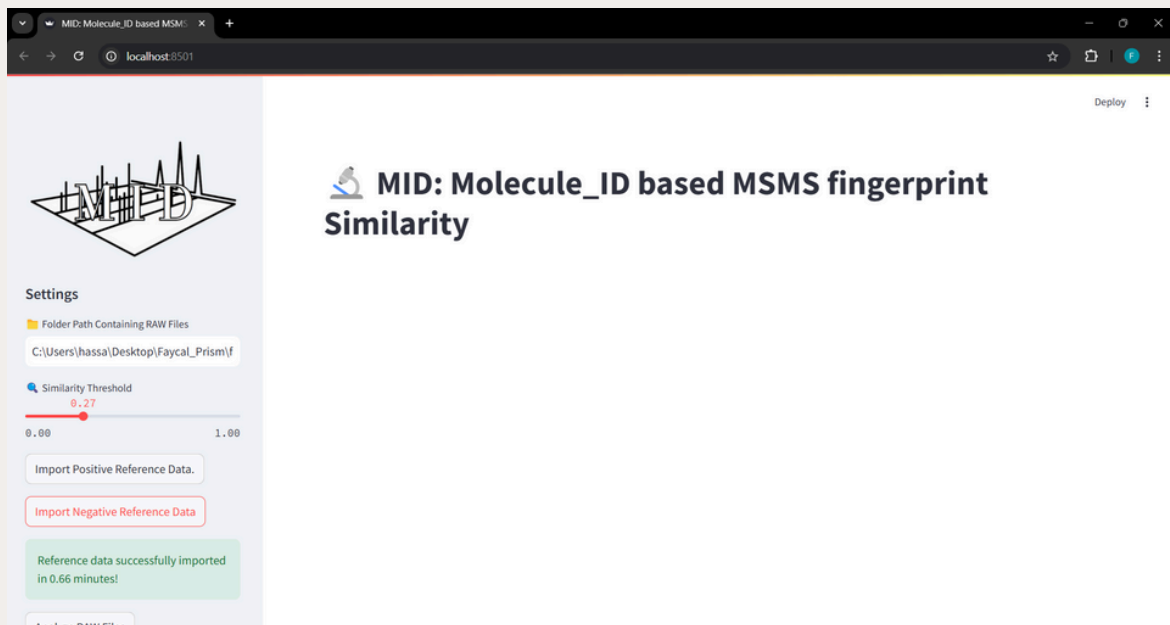 MID: Molecule_ID based MSMS
localhost:8501
Deploy
MID
🔬 MID: Molecule_ID based MSMS fingerprint
Similarity
Settings
📁 Folder Path Containing RAW Files
C:\Users\hassa\Desktop\Faycal_Prism\f
🔍 Similarity Threshold
0.27
0.00 1.00
Import Positive Reference Data.
Import Negative Reference Data
Reference data successfully imported
in 0.66 minutes!